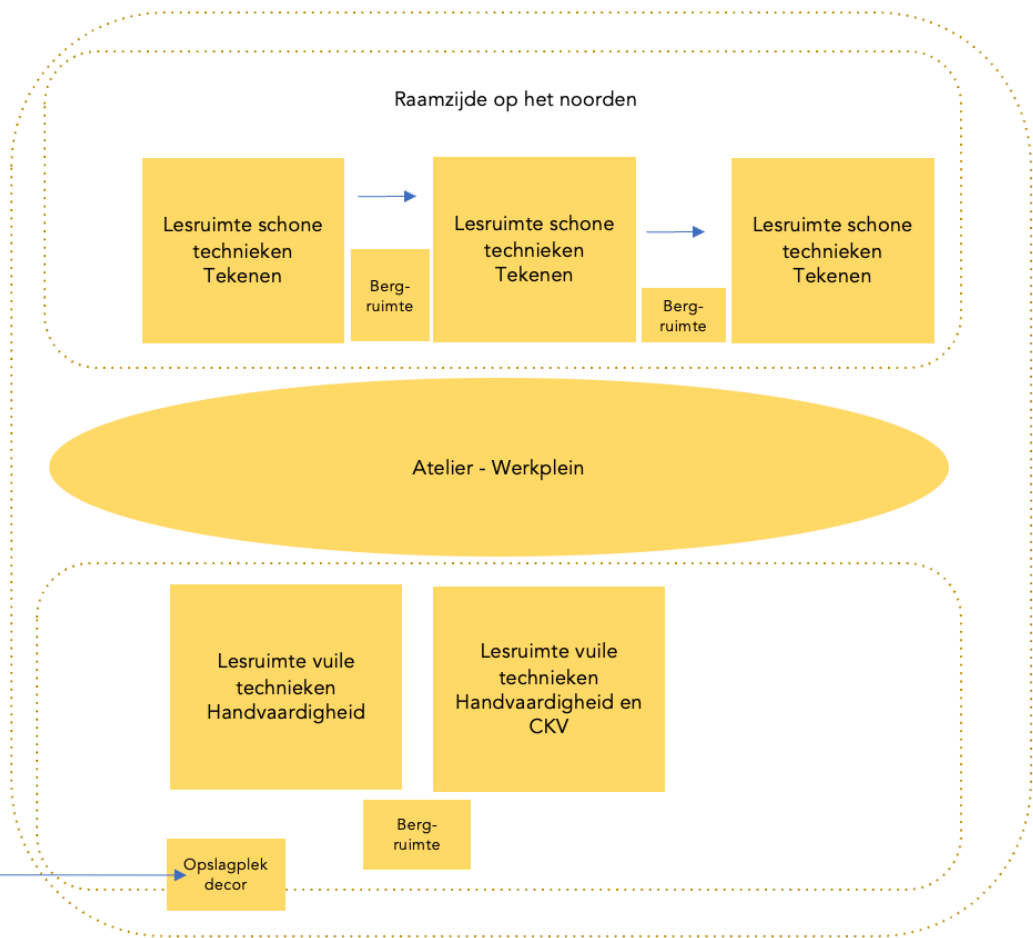 Raamzijde op het noorden
Lesruimte schone
technieken
Tekenen
Berg-
ruimte
Lesruimte schone
technieken
Tekenen
Berg-
ruimte
Lesruimte schone
technieken
Tekenen
Atelier - Werkplein
Lesruimte vuile
technieken
Handvaardigheid
Lesruimte vuile
technieken
Handvaardigheid en
CKV
Berg-
ruimte
Opslagplek
decor